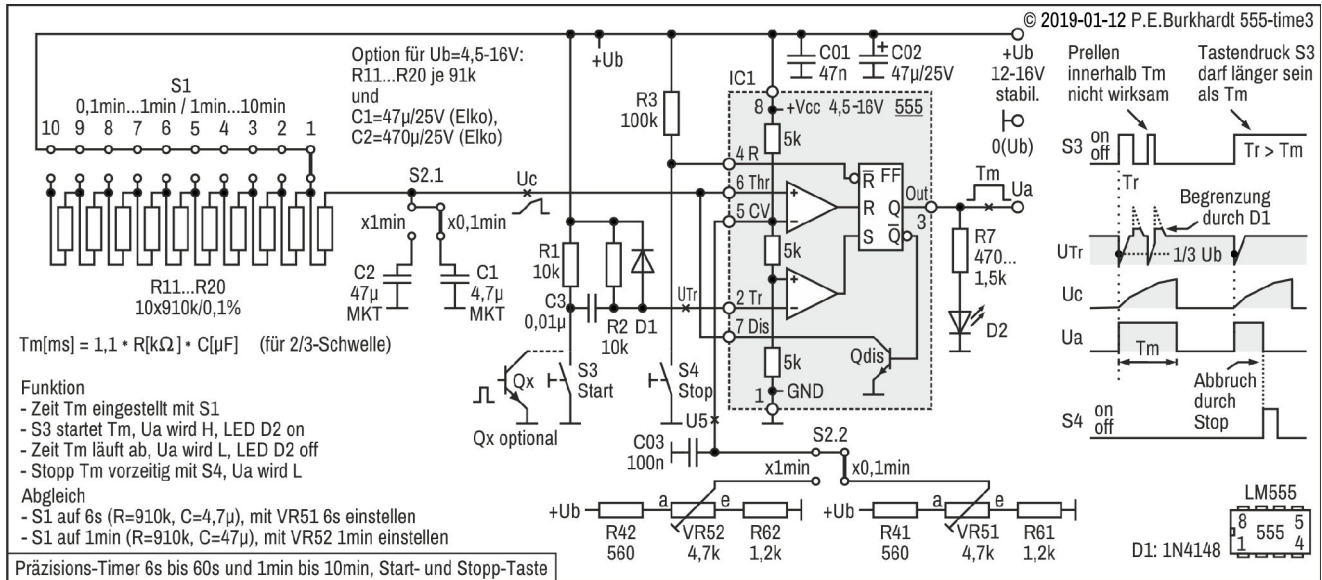 © 2019-01-12 P.E.Burkhardt 555-time3
Option für Ub=4,5-16V:
R11...R20 je 91k
und
C1=47µ/25V (Elko),
C2=470µ/25V (Elko)
+Ub
C01
47n
C02
47µ/25V
+
+Ub
12-16V
stabil.
0(Ub)
Prellen
innerhalb Tm
nicht wirksam
Tastendruck S3
darf länger sein
als Tm
S1
0,1min...1min / 1min...10min
10 9 8 7 6 5 4 3 2 1
R3
100k
IC1
8
+Vcc 4,5-16V 555
5k
4 R
6 Thr
5 CV
5k
2 Tr
7 Dis
5k
1
GND
+
−
+
−
R FF
R Q
S Q
Out
3
Qdis
Tm
Ua
R7
470...
1,5k
D2
S3
on
off
Tr > Tm
Tr
Begrenzung
durch D1
UTr
1/3 Ub
Uc
Ua
Tm
Abbruch
durch
Stop
S4
on
off
S2.1
x1min
x0,1min
Uc
C2
47µ
MKT
C1
4,7µ
MKT
R11...R20
10x910k/0,1%
R1
10k
C3
0,01µ
R2
10k
D1
UTr
Tm[ms] = 1,1 * R[kΩ] * C[µF] (für 2/3-Schwelle)
Qx
Qx optional
S3
Start
S4
Stop
U5
C03
100n
S2.2
x1min
x0,1min
+Ub
R42
560
a
e
VR52
4,7k
R62
1,2k
+Ub
R41
560
a
e
VR51
4,7k
R61
1,2k
Funktion
- Zeit Tm eingestellt mit S1
- S3 startet Tm, Ua wird H, LED D2 on
- Zeit Tm läuft ab, Ua wird L, LED D2 off
- Stopp Tm vorzeitig mit S4, Ua wird L
Abgleich
- S1 auf 6s (R=910k, C=4,7µ), mit VR51 6s einstellen
- S1 auf 1min (R=910k, C=47µ), mit VR52 1min einstellen
Präzisions-Timer 6s bis 60s und 1min bis 10min, Start- und Stopp-Taste
LM555
8 5
555
1 4
D1: 1N4148